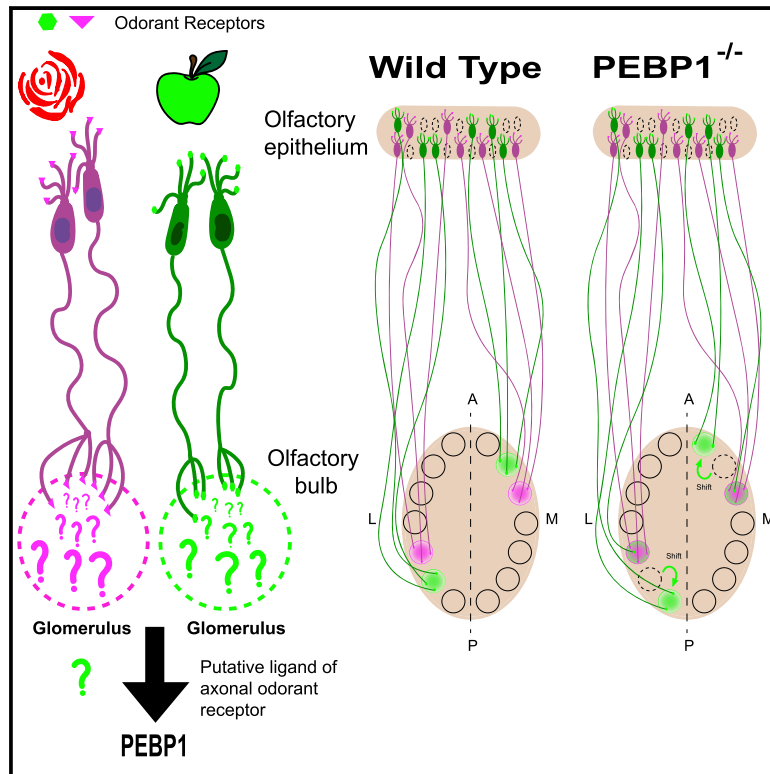 Odorant Receptors
Wild Type
PEBP1-/-
Olfactory
epithelium
A
A
Olfactory
bulb
Shift
L
M
L
M
Shift
? ? ?
? ? ?
? ? ?
? ? ?
? ? ?
? ? ?
Glomerulus
Glomerulus
P
P
?
Putative ligand of
axonal odorant
receptor
PEBP1